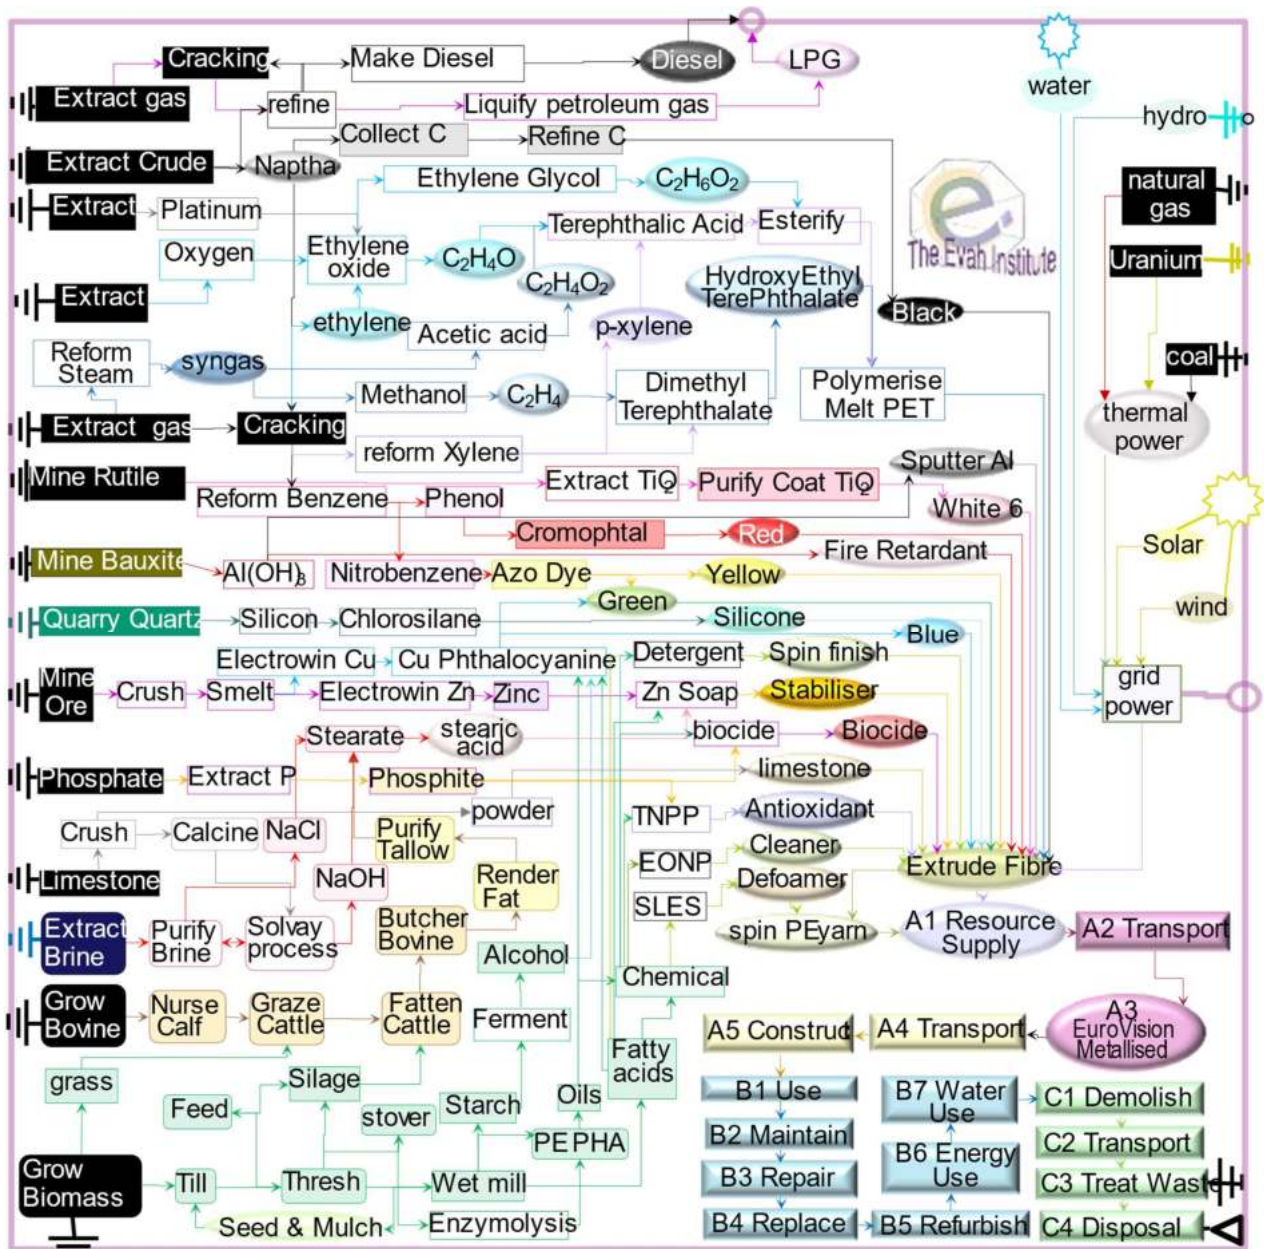 Cracking
Make Diesel
Diesel
LPG
water
Extract gas
refine
Liquify petroleum gas
hydro
Collect C
Refine C
Extract Crude
Naptha
Ethylene Glycol
C2H6O2
natural
gas
Extract
Platinum
Terephthalic Acid
Esterify
Oxygen
Ethylene
oxide
C2H4O
The Evah Institute
Uranium
C2H4O2
HydroxyEthyl
TerePhthalate
Extract
ethylene
Acetic acid
p-xylene
Black
Reform
Steam
syngas
coal
Methanol
C2H4
Dimethyl
Terephthalate
Polymerise
Melt PET
thermal
power
Extract gas
Cracking
reform Xylene
Sputter Al
Mine Rutile
Reform Benzene
Phenol
Extract TiO2
Purify Coat TiO2
White 6
Cromophtal
Red
Solar
Mine Bauxite
Al(OH)3
Nitrobenzene
Azo Dye
Yellow
Fire Retardant
Green
wind
Quarry Quartz
Silicon
Chlorosilane
Silicone
Blue
Electrowin Cu
Cu Phthalocyanine
Detergent
Spin finish
Mine
Ore
Crush
Smelt
Electrowin Zn
Zinc
Zn Soap
Stabiliser
grid
power
Stearate
stearic
acid
biocide
Biocide
Phosphate
Extract P
Phosphite
limestone
powder
Crush
Calcine
NaCl
Purify
Tallow
TNPP
Antioxidant
Cleaner
Limestone
NaOH
Render
Fat
EONP
Defoamer
Extrude Fibre
SLES
Extract
Brine
Purify
Brine
Solvay
process
Butcher
Bovine
spin PEyarn
A1 Resource
Supply
A2 Transport
Alcohol
Chemical
Grow
Bovine
Nurse
Calf
Graze
Cattle
Fatten
Cattle
Ferment
A5 Construct
A4 Transport
A3
EuroVision
Metallised
Fatty
acids
grass
Silage
Feed
stover
Starch
Oils
B1 Use
B7 Water
Use
C1 Demolish
PE PHA
B2 Maintain
B6 Energy
Use
C2 Transport
Grow
Biomass
Till
Thresh
Wet mill
B3 Repair
C3 Treat Waste
Seed & Mulch
Enzymolysis
B4 Replace
B5 Refurbish
C4 Disposal